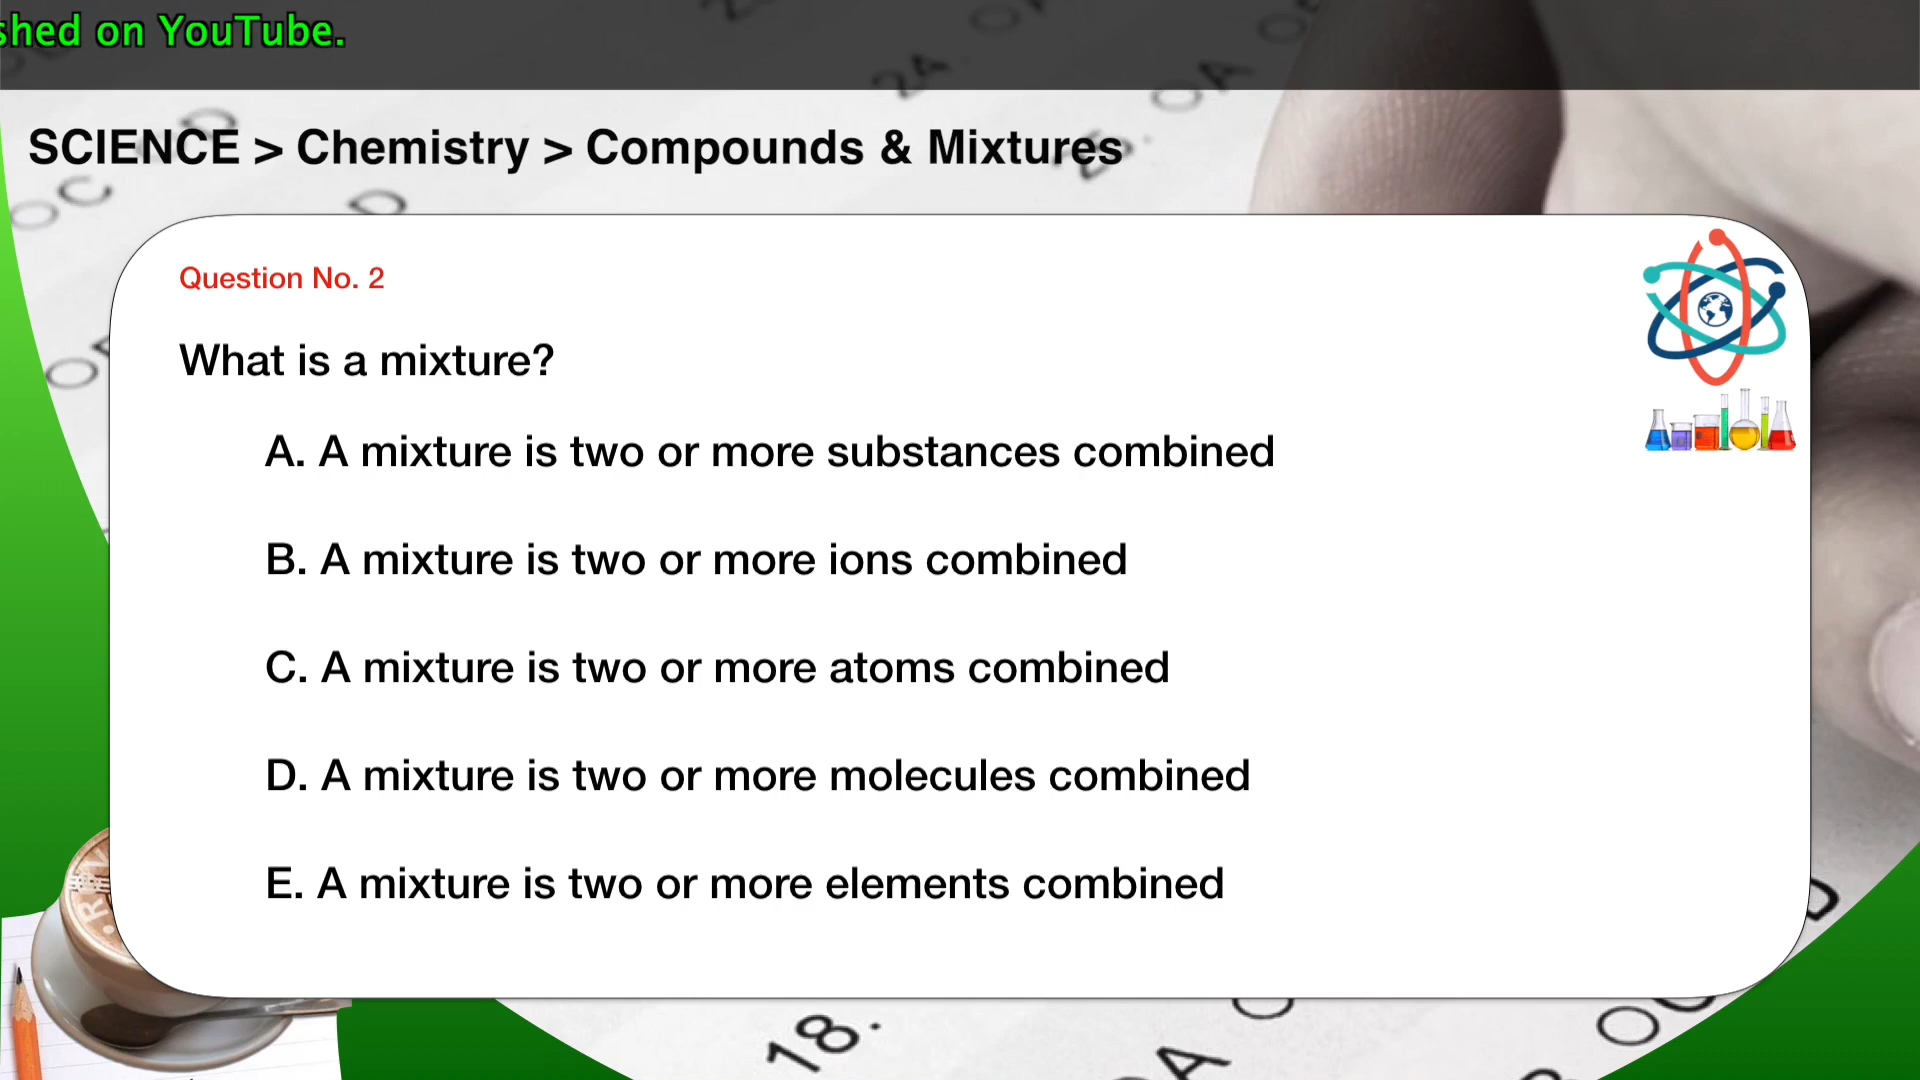 shed on YouTube.
SCIENCE > Chemistry > Compounds & Mixtures
Question No. 2
What is a mixture?
A. A mixture is two or more substances combined
B. A mixture is two or more ions combined
C. A mixture is two or more atoms combined
D. A mixture is two or more molecules combined
E. A mixture is two or more elements combined
18.